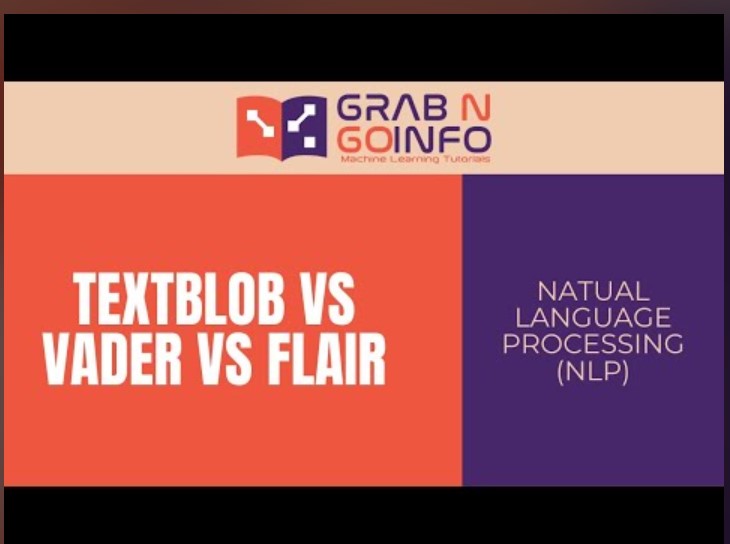 GRAB N
GOINFO
Machine Learning Tutorials
TEXTBLOB VS
VADER VS FLAIR
NATUAL
LANGUAGE
PROCESSING
(NLP)